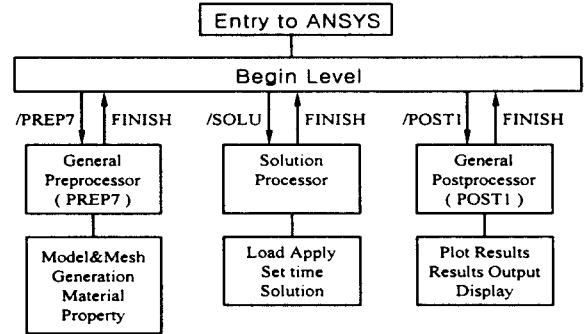 Entry to ANSYS
Begin Level
/PREP7 FINISH /SOLU FINISH /POST1 FINISH
General
Preprocessor
( PREP7 )
Solution
Processor
General
Postprocessor
( POST1 )
Model&Mesh
Generation
Material
Property
Load Apply
Set time
Solution
Plot Results
Results Output
Display